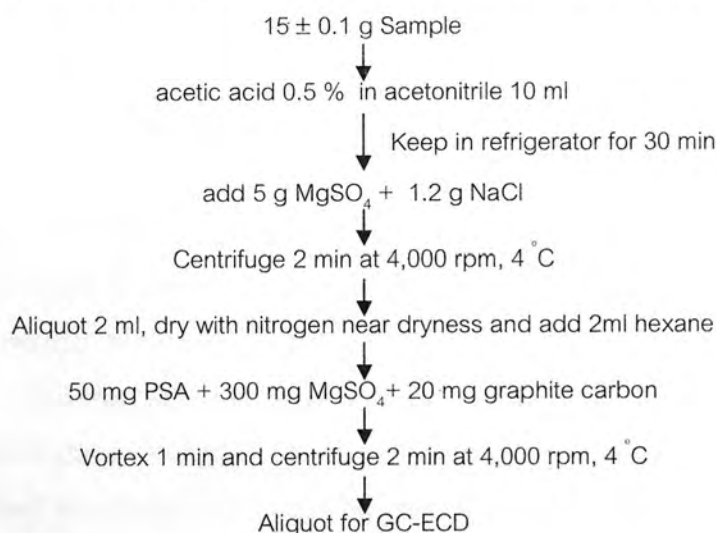 15 ± 0.1 g Sample
acetic acid 0.5 % in acetonitrile 10 ml
Keep in refrigerator for 30 min
add 5 g MgSO₄ + 1.2 g NaCl
Centrifuge 2 min at 4,000 rpm, 4 °C
Aliquot 2 ml, dry with nitrogen near dryness and add 2ml hexane
50 mg PSA + 300 mg MgSO₄+ 20 mg graphite carbon
Vortex 1 min and centrifuge 2 min at 4,000 rpm, 4 °C
Aliquot for GC-ECD